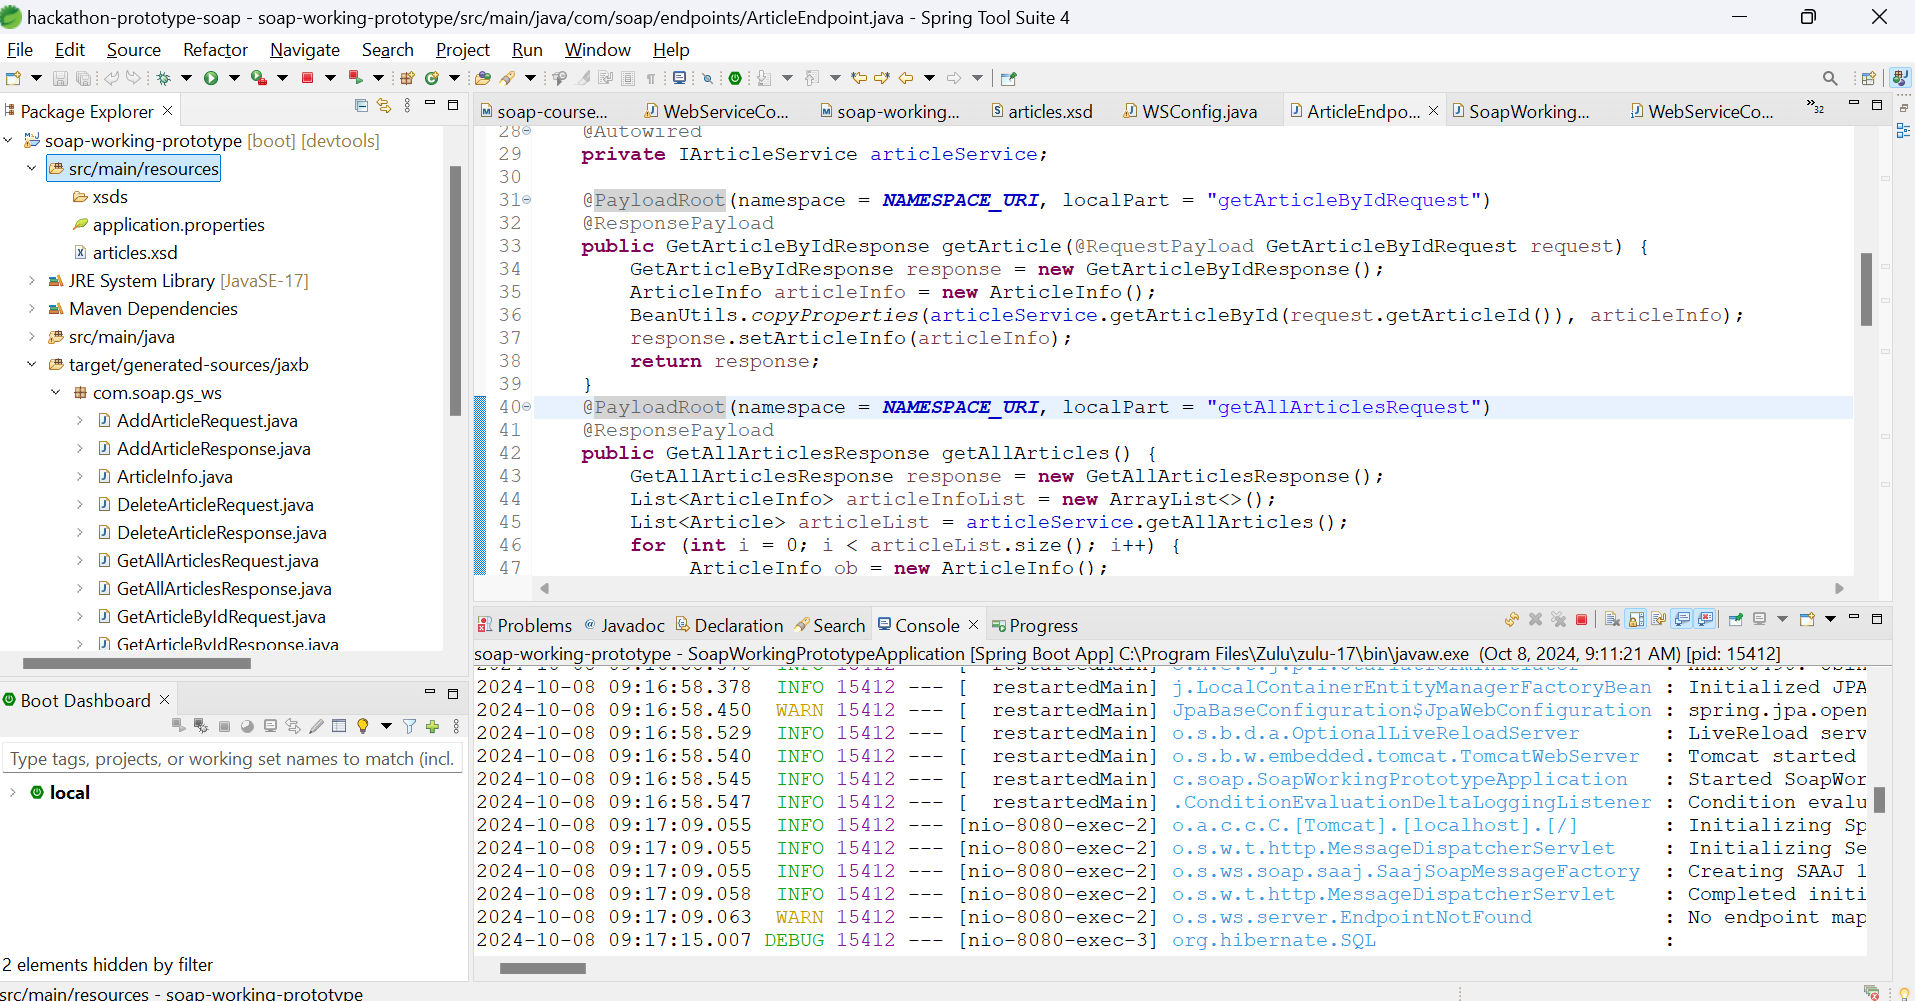 hackathon-prototype-soap - soap-working-prototype/src/main/java/com/soap/endpoints/ArticleEndpoint.java - Spring Tool Suite 4
File Edit Source Refactor Navigate Search Project Run Window Help
Package Explorer
soap-working-prototype [boot] [devtools]
src/main/resources
xsds
application.properties
articles.xsd
JRE System Library [JavaSE-17]
Maven Dependencies
src/main/java
target/generated-sources/jaxb
com.soap.gs_ws
AddArticleRequest.java
AddArticleResponse.java
ArticleInfo.java
DeleteArticleRequest.java
DeleteArticleResponse.java
GetAllArticlesRequest.java
GetAllArticlesResponse.java
GetArticleByIdRequest.java
GetArticleByIdResponse.java
Boot Dashboard
Type tags, projects, or working set names to match (incl.
local
2 elements hidden by filter
soap-course... WebServiceCo... soap-working... articles.xsd WSConfig.java ArticleEndpo... SoapWorking... WebServiceCo... »32
28 @Autowired
29 private IArticleService articleService;
30
31 @PayloadRoot(namespace = NAMESPACE_URI, localPart = "getArticleByIdRequest")
32 @ResponsePayload
33 public GetArticleByIdResponse getArticle(@RequestPayload GetArticleByIdRequest request) {
34 GetArticleByIdResponse response = new GetArticleByIdResponse();
35 ArticleInfo articleInfo = new ArticleInfo();
36 BeanUtils.copyProperties(articleService.getArticleById(request.getArticleId()), articleInfo);
37 response.setArticleInfo(articleInfo);
38 return response;
39 }
40 @PayloadRoot(namespace = NAMESPACE_URI, localPart = "getAllArticlesRequest")
41 @ResponsePayload
42 public GetAllArticlesResponse getAllArticles() {
43 GetAllArticlesResponse response = new GetAllArticlesResponse();
44 List<ArticleInfo> articleInfoList = new ArrayList<>();
45 List<Article> articleList = articleService.getAllArticles();
46 for (int i = 0; i < articleList.size(); i++) {
47 ArticleInfo ob = new ArticleInfo();
Problems Javadoc Declaration Search Console Progress
soap-working-prototype - SoapWorkingPrototypeApplication [Spring Boot App] C:\Program Files\Zulu\zulu-17\bin\javaw.exe (Oct 8, 2024, 9:11:21 AM) [pid: 15412]
2024-10-08 09:16:58.378 INFO 15412 --- [ restartedMain] j.LocalContainerEntityManagerFactoryBean : Initialized JPA
2024-10-08 09:16:58.450 WARN 15412 --- [ restartedMain] JpaBaseConfiguration$JpaWebConfiguration : spring.jpa.open
2024-10-08 09:16:58.529 INFO 15412 --- [ restartedMain] o.s.b.d.a.OptionalLiveReloadServer : LiveReload serv
2024-10-08 09:16:58.540 INFO 15412 --- [ restartedMain] o.s.b.w.embedded.tomcat.TomcatWebServer : Tomcat started
2024-10-08 09:16:58.545 INFO 15412 --- [ restartedMain] c.soap.SoapWorkingPrototypeApplication : Started SoapWor
2024-10-08 09:16:58.547 INFO 15412 --- [ restartedMain] .ConditionEvaluationDeltaLoggingListener : Condition evalu
2024-10-08 09:17:09.055 INFO 15412 --- [nio-8080-exec-2] o.a.c.c.C.[Tomcat].[localhost].[/] : Initializing Sp
2024-10-08 09:17:09.055 INFO 15412 --- [nio-8080-exec-2] o.s.w.t.http.MessageDispatcherServlet : Initializing Se
2024-10-08 09:17:09.055 INFO 15412 --- [nio-8080-exec-2] o.s.ws.soap.saaj.SaajSoapMessageFactory : Creating SAAJ 1
2024-10-08 09:17:09.058 INFO 15412 --- [nio-8080-exec-2] o.s.w.t.http.MessageDispatcherServlet : Completed initi
2024-10-08 09:17:09.063 WARN 15412 --- [nio-8080-exec-2] o.s.ws.server.EndpointNotFound : No endpoint map
2024-10-08 09:17:15.007 DEBUG 15412 --- [nio-8080-exec-3] org.hibernate.SQL :
src/main/resources - soap-working-prototype